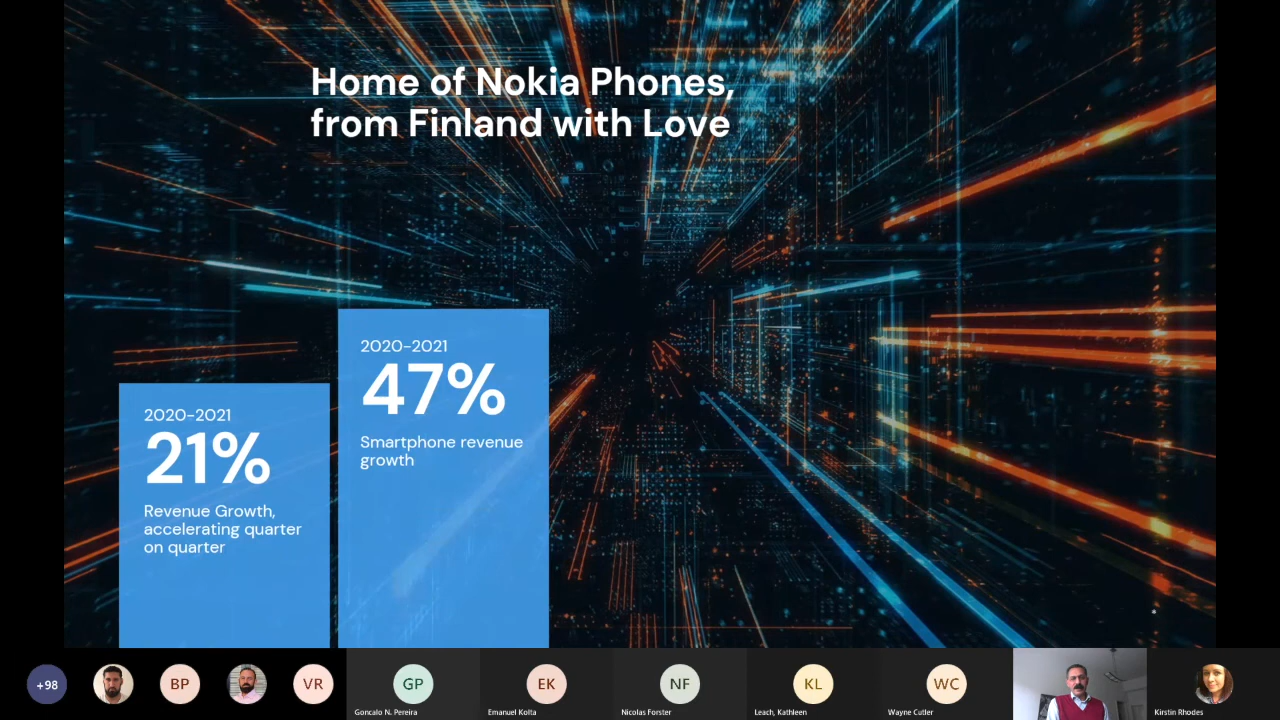 Home of Nokia Phones,
from Finland with Love
2020-2021
47%
Smartphone revenue
growth
2020-2021
21%
Revenue Growth,
accelerating quarter
on quarter
+98
BP
VR
GP
EK
NF
KL
WC
Goncalo N. Pereira
Emanuel Kolta
Nicolas Forster
Leach, Kathleen
Wayne Cutler
Kirstin Rhodes